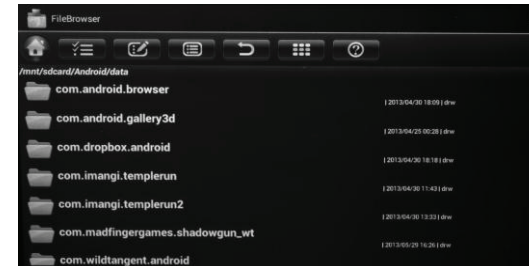 FileBrowser
/mnt/sdcard/Android/data
com.android.browser
| 2013/04/30 18:09 | drw
com.android.gallery3d
| 2013/04/25 00:28 | drw
com.dropbox.android
| 2013/04/30 18:18 | drw
com.imangi.templerun
| 2013/04/30 11:43 | drw
com.imangi.templerun2
| 2013/04/30 13:33 | drw
com.madfingergames.shadowgun_wt
| 2013/05/29 16:26 | drw
com.wildtangent.android